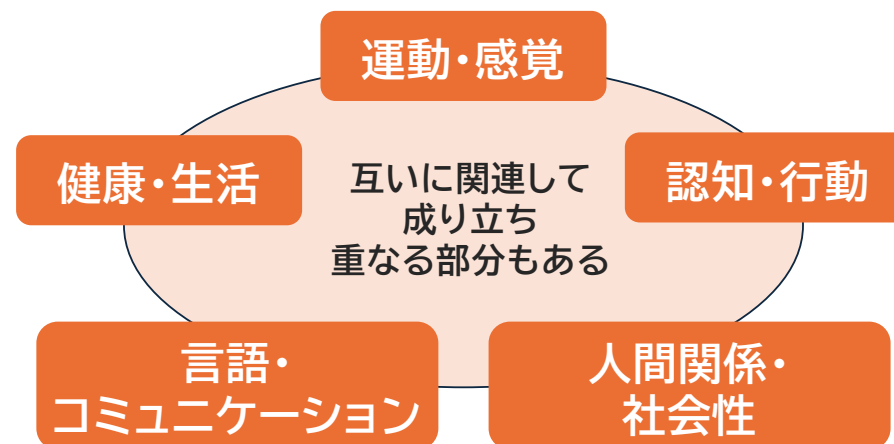 運動・感覚
健康・生活
互いに関連して
成り立ち
重なる部分もある
認知・行動
言語・
コミュニケーション
人間関係・
社会性